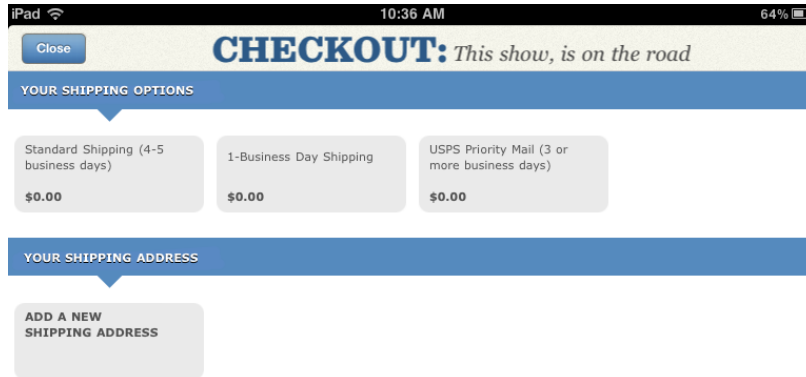 iPad 10:36 AM 64%
Close CHECKOUT: This show, is on the road
YOUR SHIPPING OPTIONS
Standard Shipping (4-5
business days)
$0.00
1-Business Day Shipping
$0.00
USPS Priority Mail (3 or
more business days)
$0.00
YOUR SHIPPING ADDRESS
ADD A NEW
SHIPPING ADDRESS